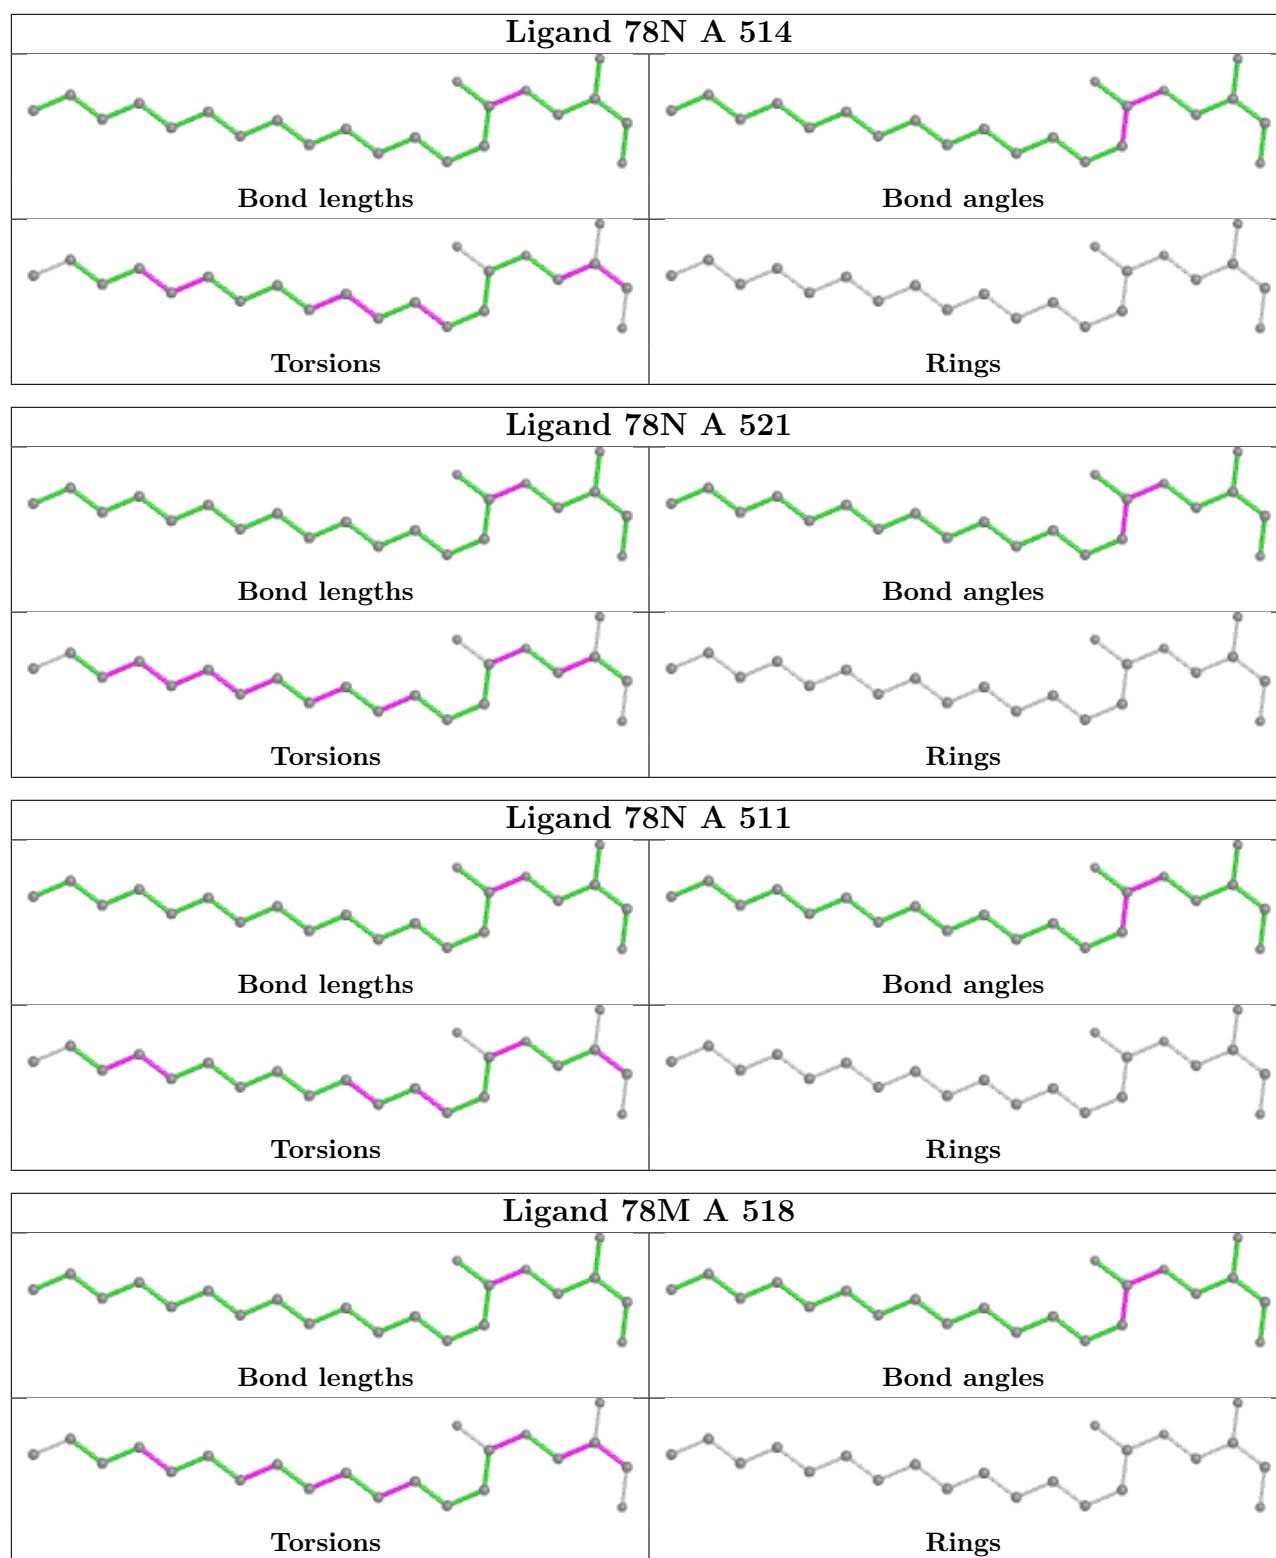 Ligand 78N A 514
Bond lengths
Bond angles
Torsions
Rings
Ligand 78N A 521
Bond lengths
Bond angles
Torsions
Rings
Ligand 78N A 511
Bond lengths
Bond angles
Torsions
Rings
Ligand 78M A 518
Bond lengths
Bond angles
Torsions
Rings